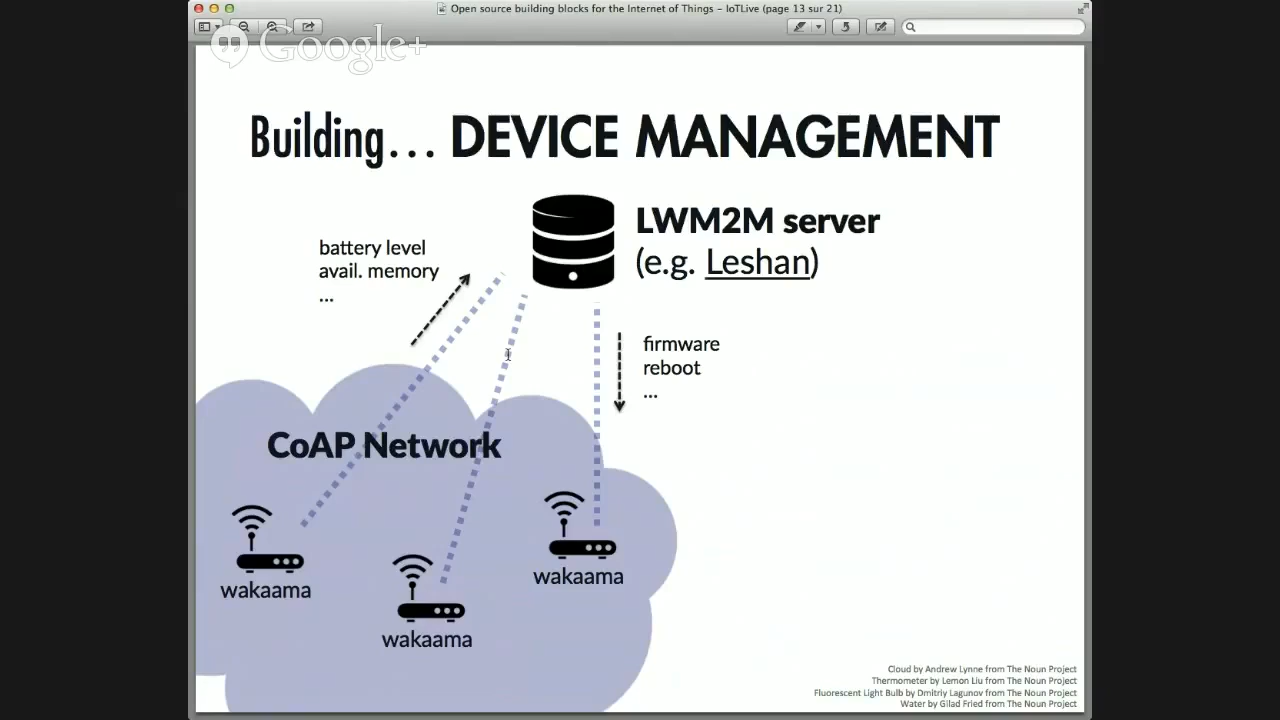 Open source building blocks for the Internet of Things – IoTLive (page 13 sur 21)
Google+
Building… DEVICE MANAGEMENT
LWM2M server
(e.g. Leshan)
battery level
avail. memory
...
firmware
reboot
...
CoAP Network
wakaama
wakaama
wakaama
Cloud by Andrew Lynne from The Noun Project
Thermometer by Lemon Liu from The Noun Project
Fluorescent Light Bulb by Dmitriy Lagunov from The Noun Project
Water by Gilad Fried from The Noun Project